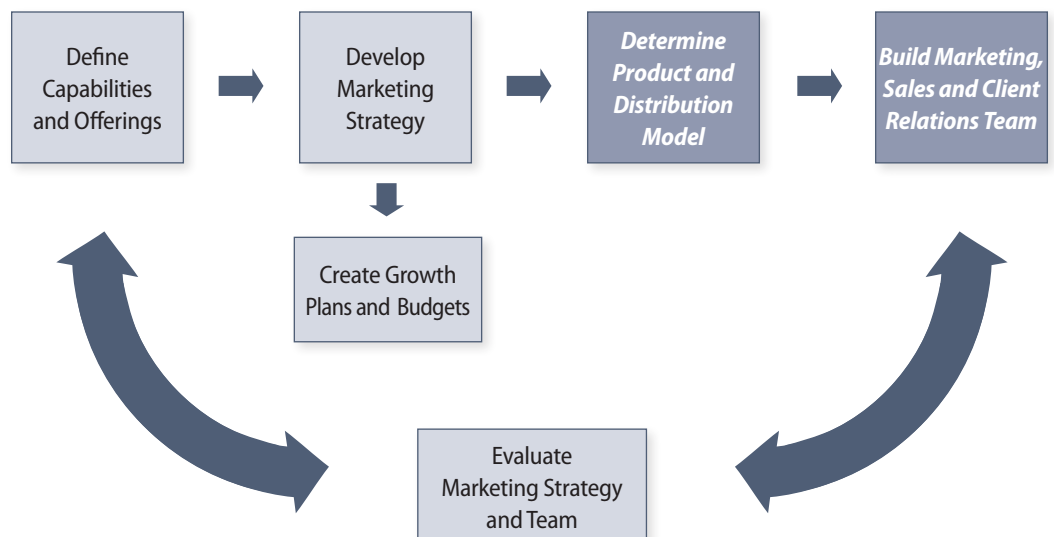 Define
Capabilities
and Offerings
Develop
Marketing
Strategy
Determine
Product and
Distribution
Model
Build Marketing,
Sales and Client
Relations Team
Create Growth
Plans and Budgets
Evaluate
Marketing Strategy
and Team